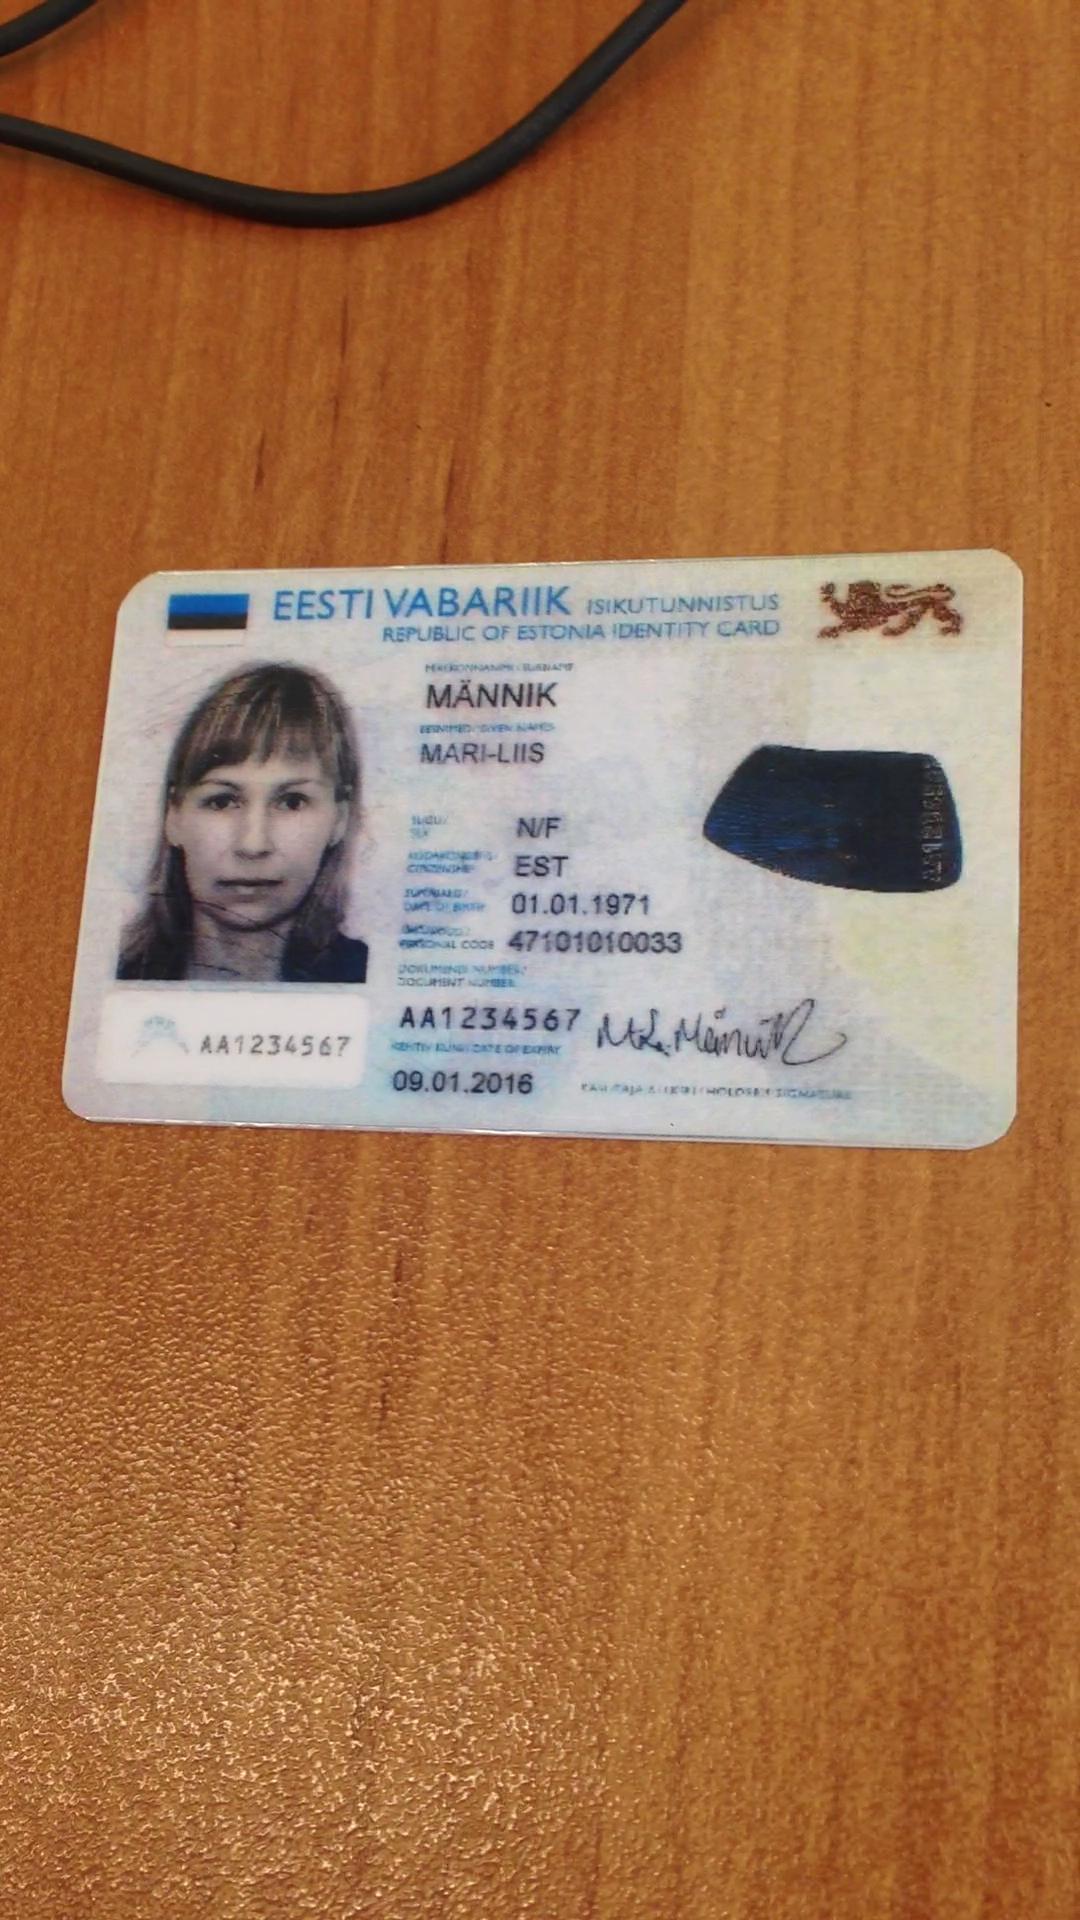 EESTI VABARIIK ISIKUTUNNISTUS
REPUBLIC OF ESTONIA IDENTITY CARD
PEREKONNANIMI / SURNAME
MÄNNIK
EESNIMED / GIVEN NAMES
MARI-LIIS
SUGU/
SEX
N/F
KODAKONDSUS/
CITIZENSHIP
EST
SÜNNIAEG/
DATE OF BIRTH
01.01.1971
ISIKUKOOD/
PERSONAL CODE
47101010033
DOKUMENDI NUMBER/
DOCUMENT NUMBER
AA1234567
AA1234567
KEHTIV KUNI / DATE OF EXPIRY
09.01.2016
M-L. Männik
KASUTAJA ALLKIRI / HOLDER'S SIGNATURE